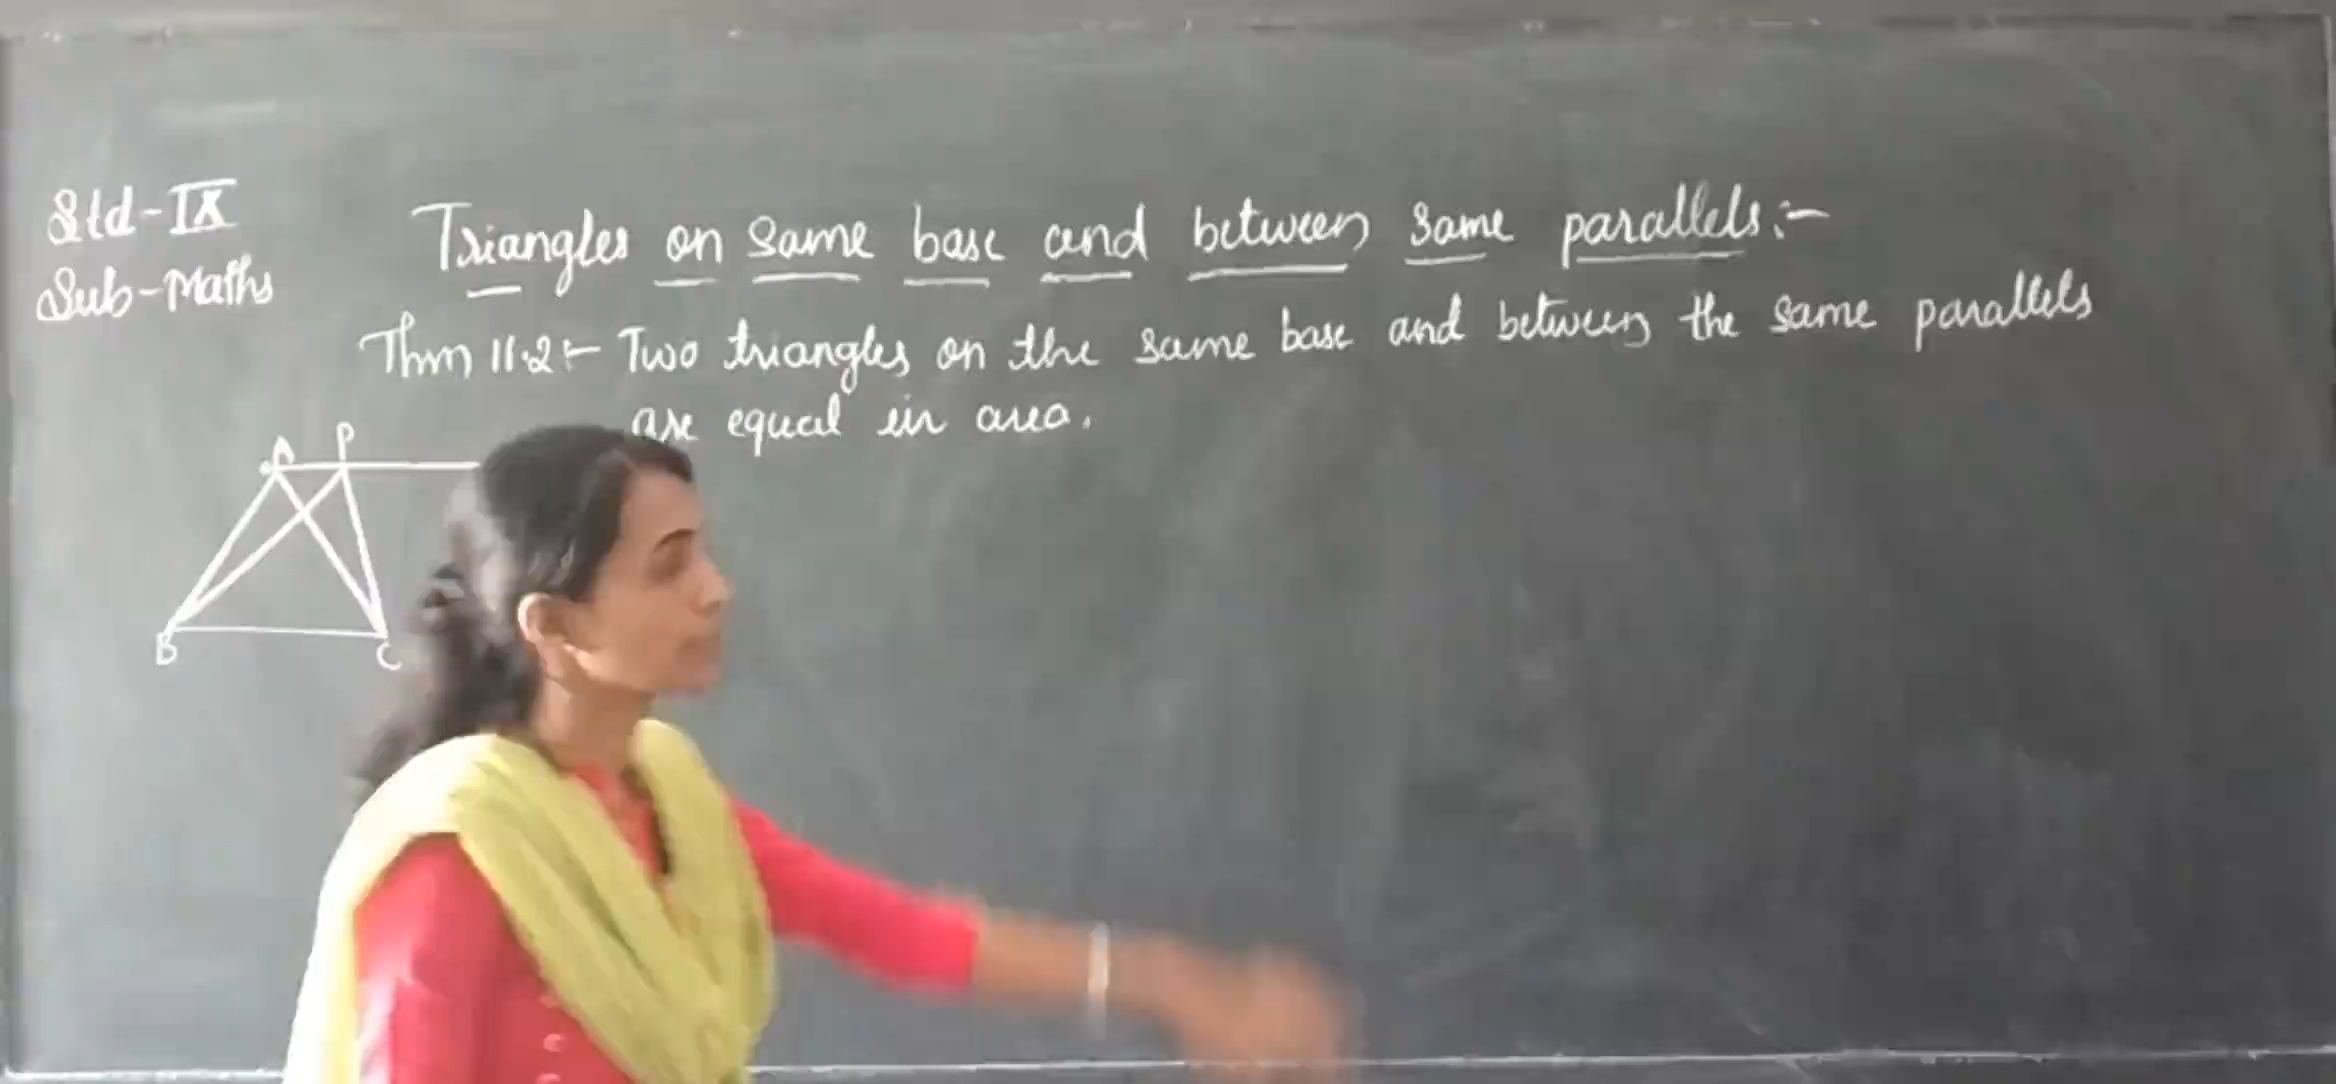 Std-IX
Sub-Maths
Triangles on same base and between same parallels:-
Thm 11.2:- Two triangles on the same base and between the same parallels
are equal in area.
A P
B C